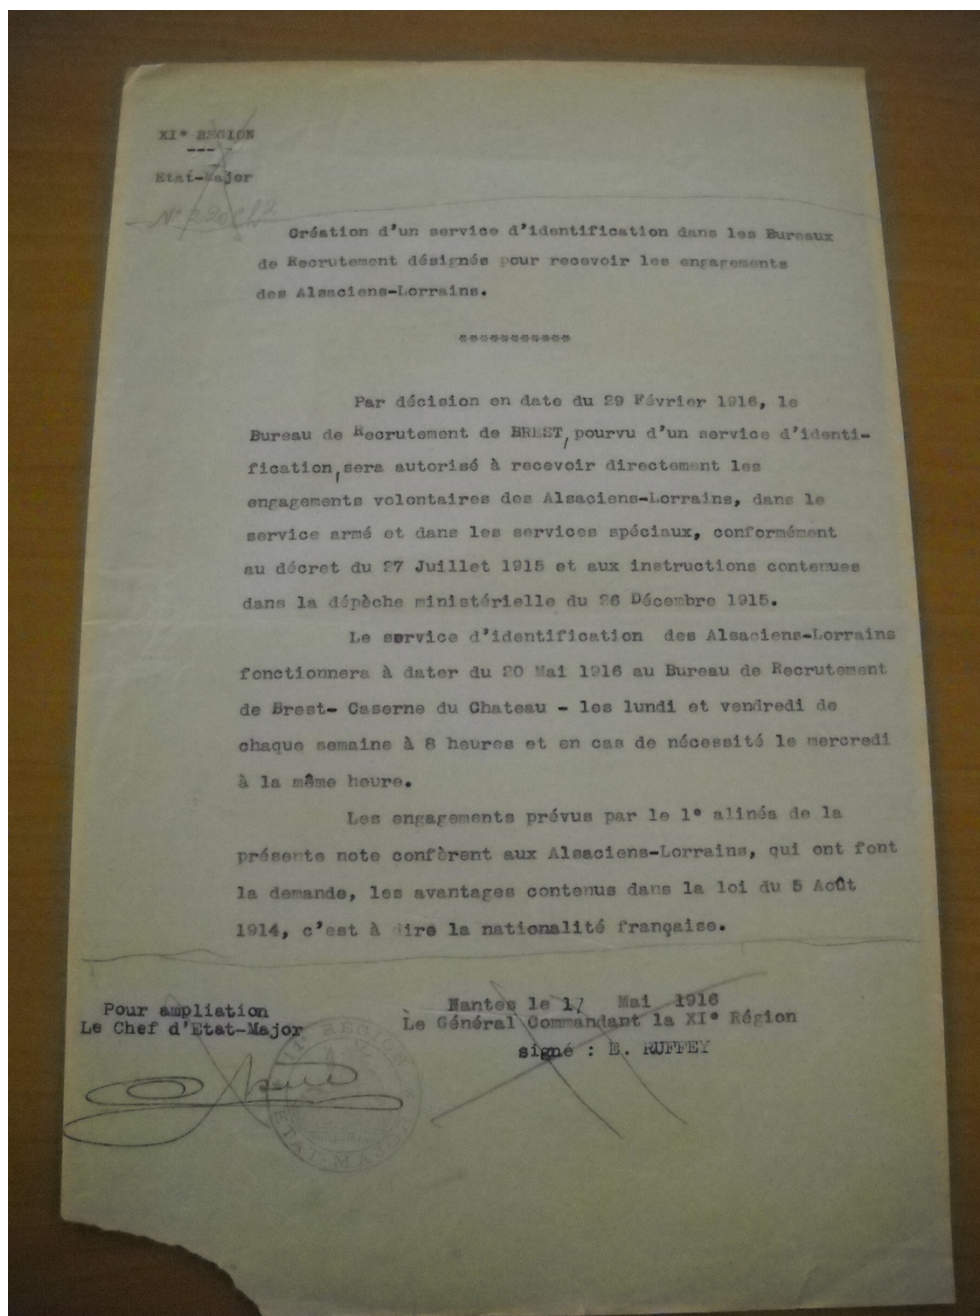 XI° REGION
---
Etat-Major
N°
Création d'un service d'identification dans les Bureaux
de Recrutement désignés pour recevoir les engagements
des Alsaciens-Lorrains.
***********
Par décision en date du 29 Février 1916, le
Bureau de Recrutement de BREST, pourvu d'un service d'identi-
fication, sera autorisé à recevoir directement les
engagements volontaires des Alsaciens-Lorrains, dans le
service armé et dans les services spéciaux, conformément
au décret du 27 Juillet 1915 et aux instructions contenues
dans la dépèche ministérielle du 26 Décembre 1915.
Le service d'identification des Alsaciens-Lorrains
fonctionnera à dater du 20 Mai 1916 au Bureau de Recrutement
de Brest- Caserne du Chateau - les lundi et vendredi de
chaque semaine à 8 heures et en cas de nécessité le mercredi
à la même heure.
Les engagements prévus par le 1° alinéa de la
présente note confèrent aux Alsaciens-Lorrains, qui ont font
la demande, les avantages contenus dans la loi du 5 Août
1914, c'est à dire la nationalité française.
Pour ampliation
Le Chef d'Etat-Major
Nantes le 17 Mai 1916
Le Général Commandant la XI° Région
signé : E. RUFFEY
11e REGION
ETAT-MAJOR